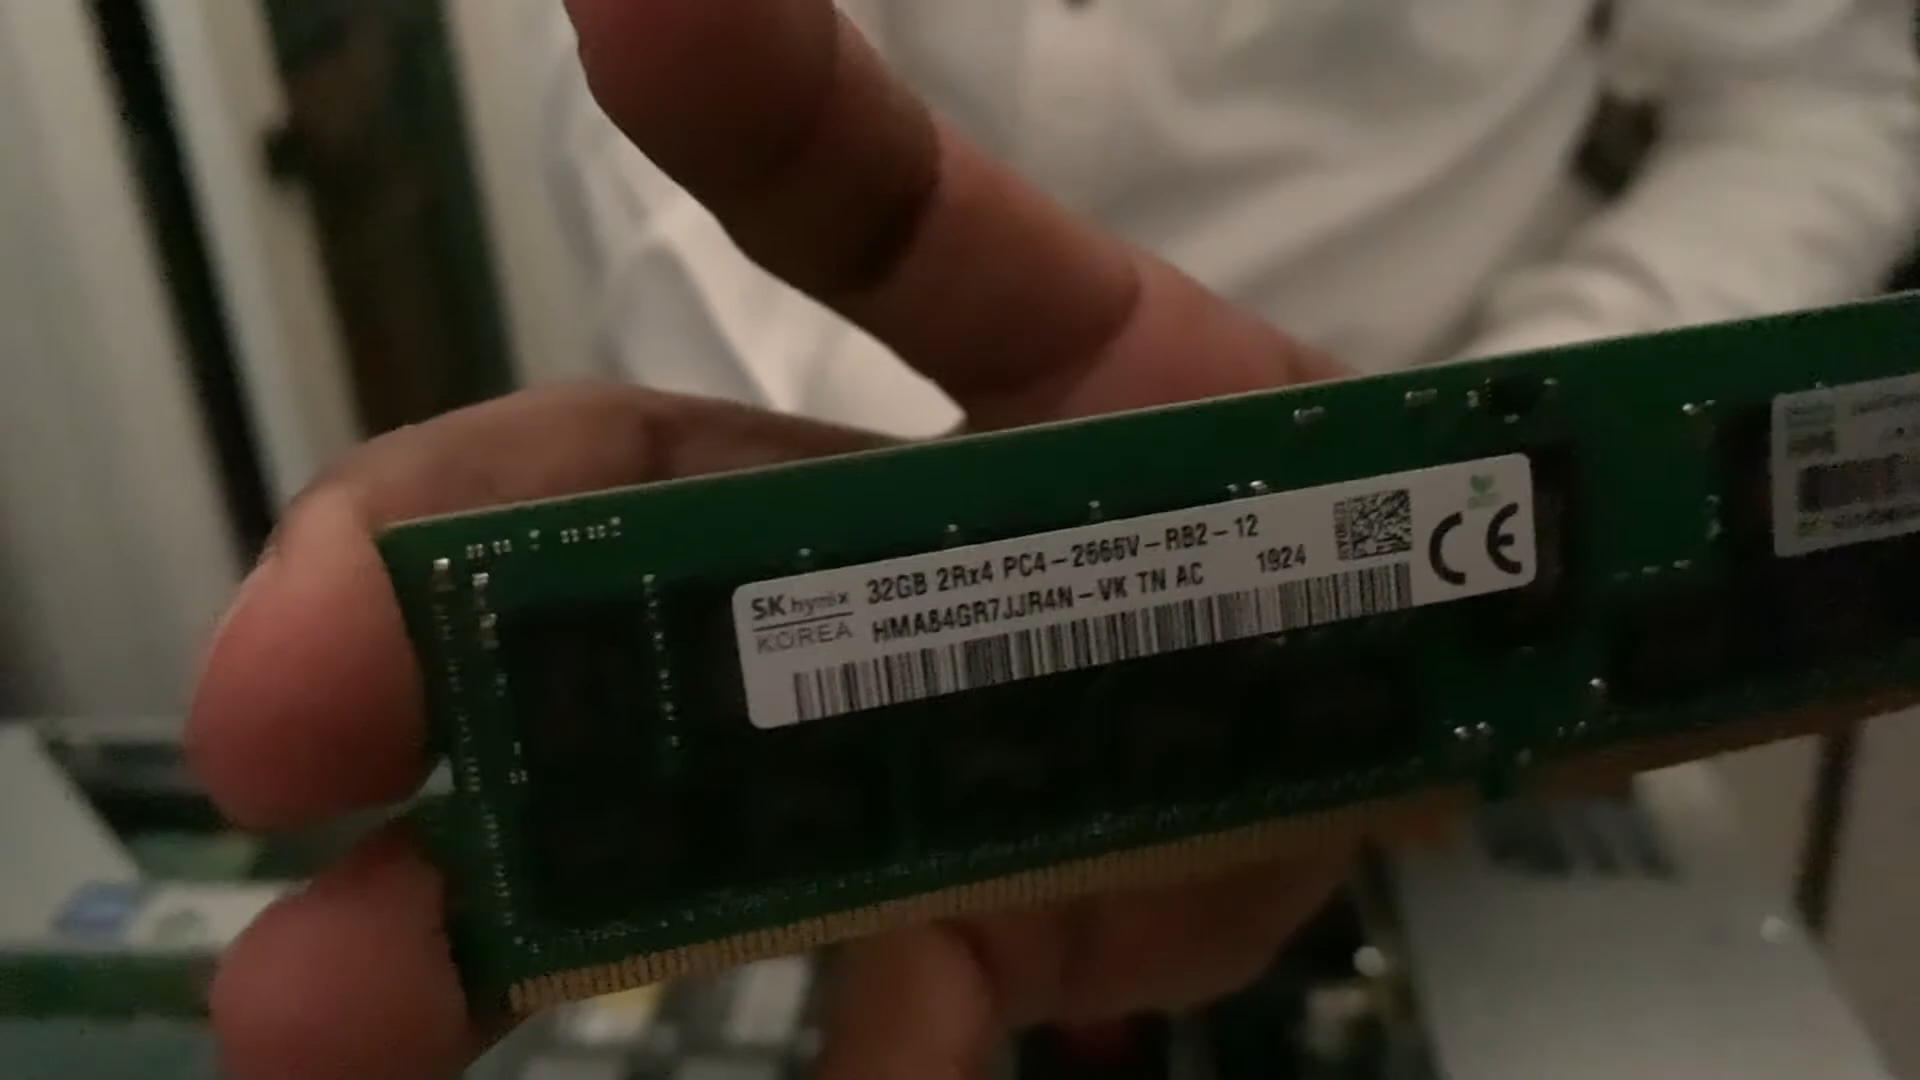 SK hynix
KOREA
32GB 2Rx4 PC4-2666V-RB2-12
HMA84GR7JJR4N-VK TN AC 1924
CE